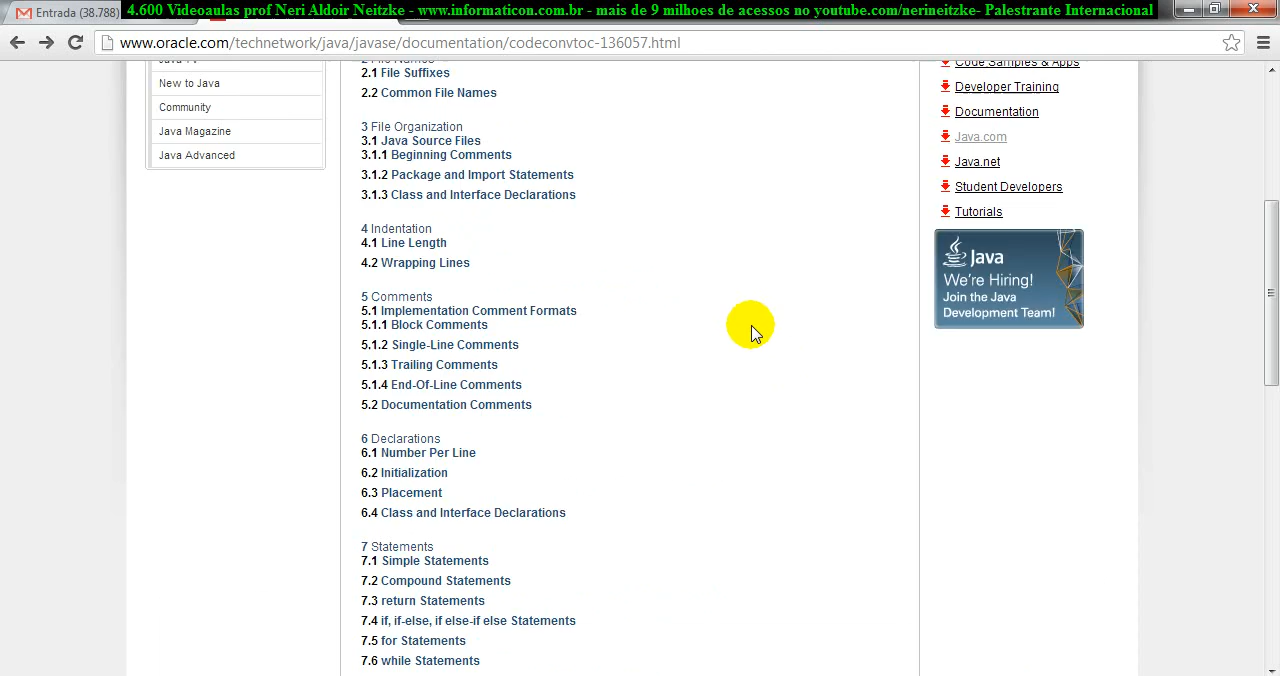 Entrada (38.788)
4.600 Videoaulas prof Neri Aldoir Neitzke - www.informaticon.com.br - mais de 9 milhoes de acessos no youtube.com/nerineitzke- Palestrante Internacional
www.oracle.com/technetwork/java/javase/documentation/codeconvtoc-136057.html
Java TV
New to Java
Community
Java Magazine
Java Advanced
2 File Names
2.1 File Suffixes
2.2 Common File Names
3 File Organization
3.1 Java Source Files
3.1.1 Beginning Comments
3.1.2 Package and Import Statements
3.1.3 Class and Interface Declarations
4 Indentation
4.1 Line Length
4.2 Wrapping Lines
5 Comments
5.1 Implementation Comment Formats
5.1.1 Block Comments
5.1.2 Single-Line Comments
5.1.3 Trailing Comments
5.1.4 End-Of-Line Comments
5.2 Documentation Comments
6 Declarations
6.1 Number Per Line
6.2 Initialization
6.3 Placement
6.4 Class and Interface Declarations
7 Statements
7.1 Simple Statements
7.2 Compound Statements
7.3 return Statements
7.4 if, if-else, if else-if else Statements
7.5 for Statements
7.6 while Statements
Code Samples & Apps
Developer Training
Documentation
Java.com
Java.net
Student Developers
Tutorials
Java
We're Hiring!
Join the Java
Development Team!